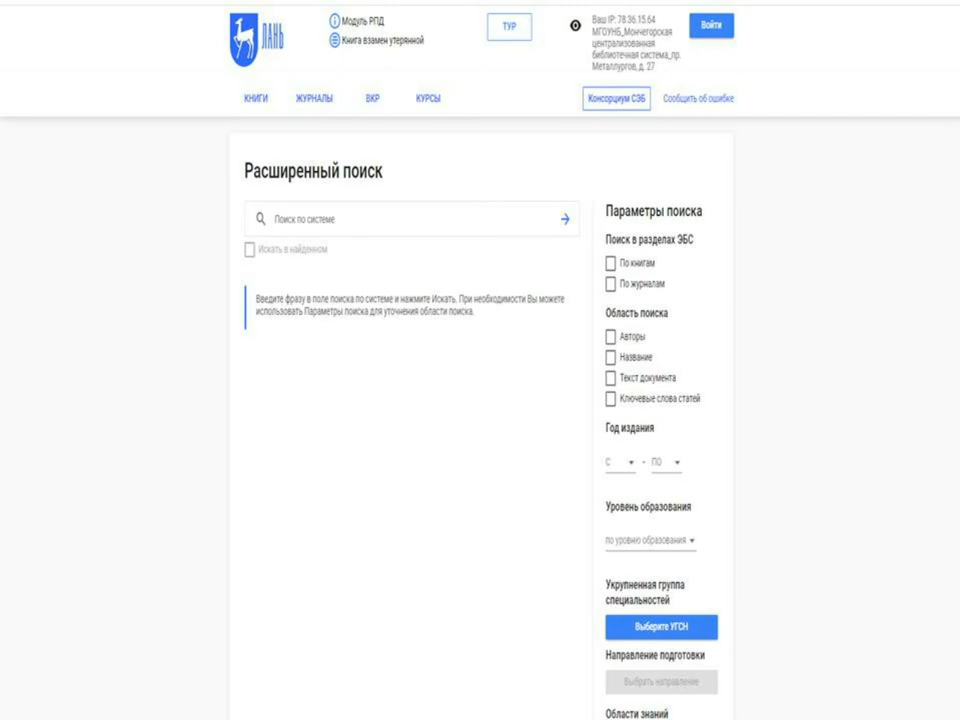 ЛАНЬ
Модуль РПД
Книга взамен утерянной
ТУР
Ваш IP: 78.36.15.64
МГОУНБ_Мончегорская
централизованная
библиотечная система_пр.
Металлургов, д. 27
Войти
КНИГИ
ЖУРНАЛЫ
ВКР
КУРСЫ
Консорциум СЭБ
Сообщить об ошибке
Расширенный поиск
Поиск по системе
Искать в найденном
Введите фразу в поле поиска по системе и нажмите Искать. При необходимости Вы можете
использовать Параметры поиска для уточнения области поиска.
Параметры поиска
Поиск в разделах ЭБС
По книгам
По журналам
Область поиска
Авторы
Название
Текст документа
Ключевые слова статей
Год издания
С - ПО
Уровень образования
по уровню образования
Укрупненная группа
специальностей
Выберите УГСН
Направление подготовки
Выбрать направление
Области знаний